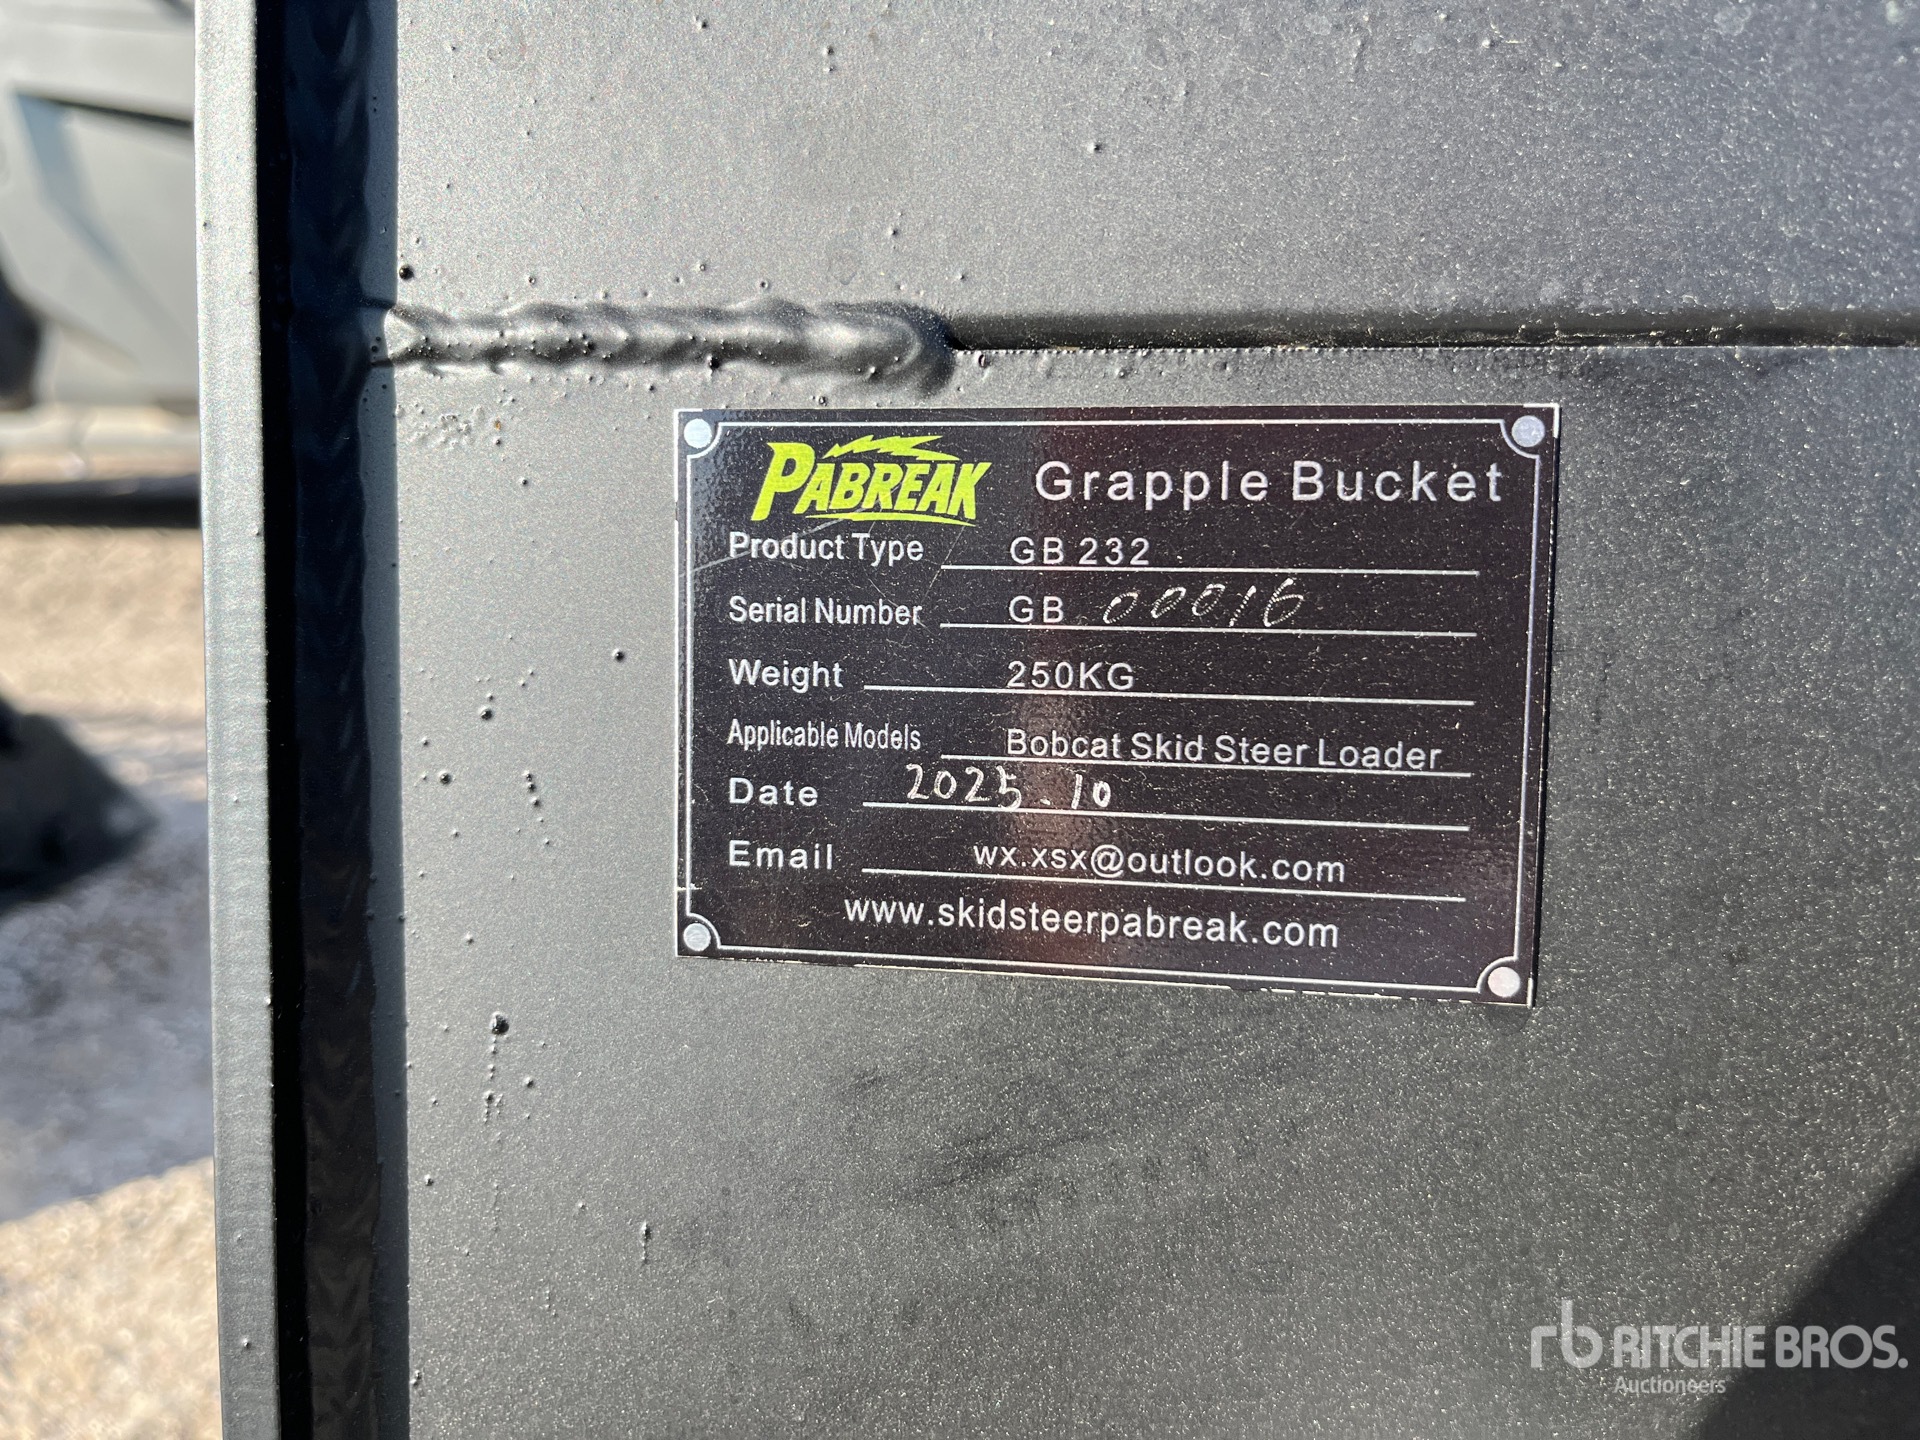 PABREAK Grapple Bucket
Product Type GB 232
Serial Number GB 00016
Weight 250KG
Applicable Models Bobcat Skid Steer Loader
Date 2025.10
Email wx.xsx@outlook.com
www.skidsteerpabreak.com
rb RITCHIE BROS.
Auctioneers